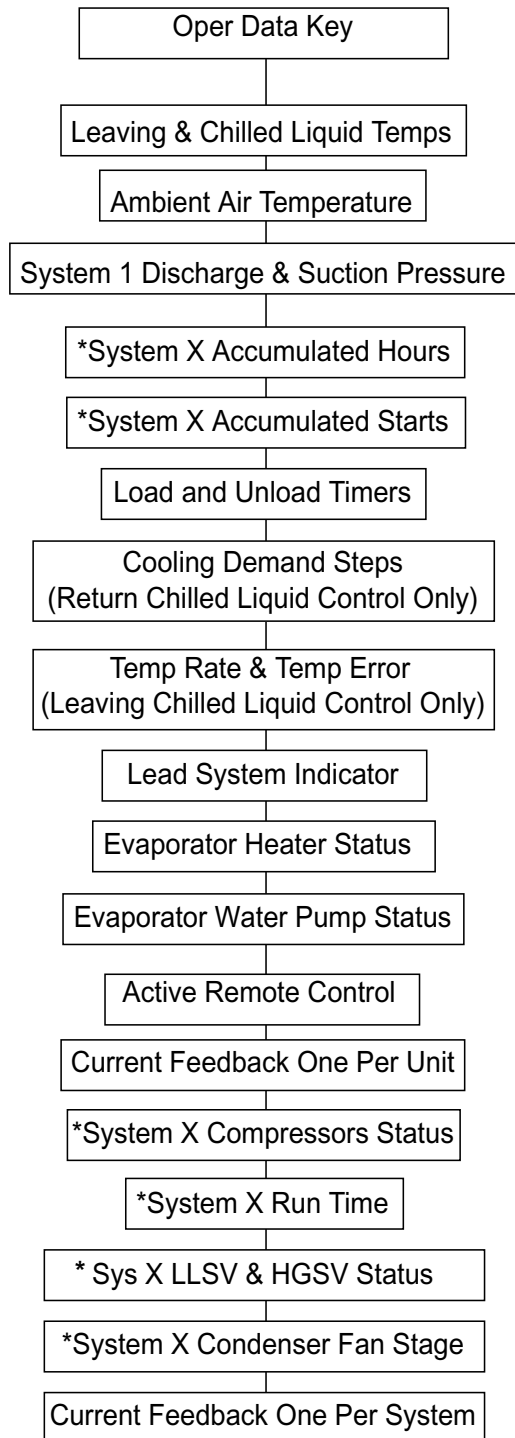 Oper Data Key
Leaving & Chilled Liquid Temps
Ambient Air Temperature
System 1 Discharge & Suction Pressure
*System X Accumulated Hours
*System X Accumulated Starts
Load and Unload Timers
Cooling Demand Steps
(Return Chilled Liquid Control Only)
Temp Rate & Temp Error
(Leaving Chilled Liquid Control Only)
Lead System Indicator
Evaporator Heater Status
Evaporator Water Pump Status
Active Remote Control
Current Feedback One Per Unit
*System X Compressors Status
*System X Run Time
* Sys X LLSV & HGSV Status
*System X Condenser Fan Stage
Current Feedback One Per System